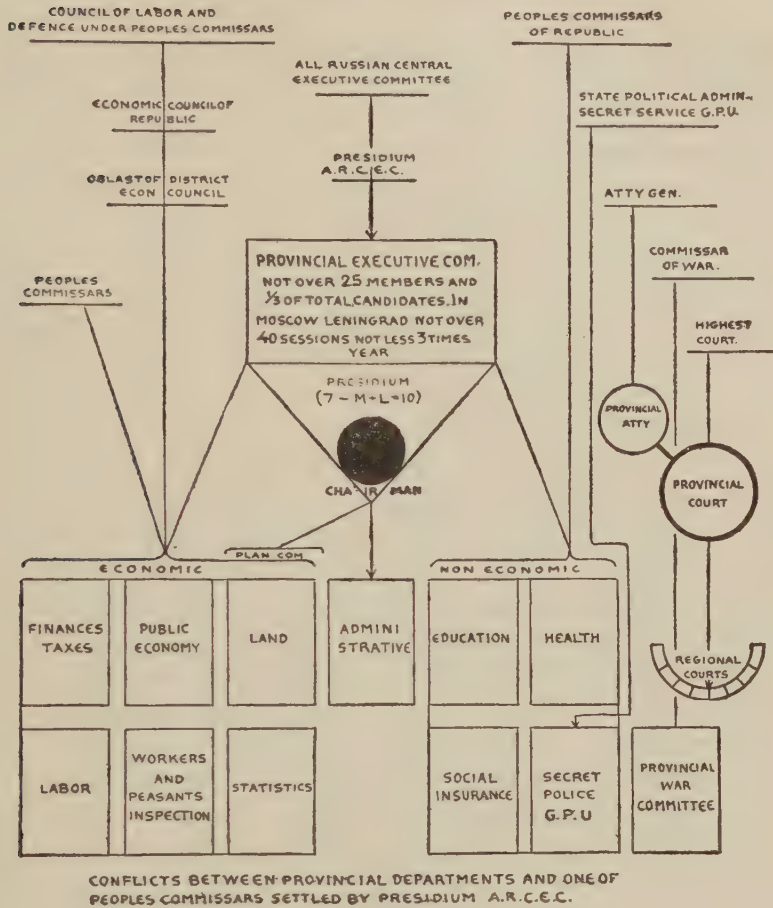 COUNCIL OF LABOR AND
DEFENCE UNDER PEOPLES COMMISSARS
PEOPLES COMMISSARS
OF REPUBLIC
ALL RUSSIAN CENTRAL
EXECUTIVE COMMITTEE
ECONOMIC COUNCIL OF
REPUBLIC
STATE POLITICAL ADMIN-
SECRET SERVICE G.P.U.
PRESIDIUM
A.R.C.E.C.
OBLAST OF DISTRICT
ECON COUNCIL
ATTY GEN.
PROVINCIAL EXECUTIVE COM.
NOT OVER 25 MEMBERS AND
⅓ OF TOTAL CANDIDATES. IN
MOSCOW LENINGRAD NOT OVER
40 SESSIONS NOT LESS 3 TIMES
YEAR
COMMISSAR
OF WAR.
PEOPLES
COMMISSARS
HIGHEST
COURT.
PRESIDIUM
(7 - M + L = 10)
PROVINCIAL
ATTY
CHAIRMAN
PROVINCIAL
COURT
PLAN COM
ECONOMIC
NON ECONOMIC
FINANCES
TAXES
PUBLIC
ECONOMY
LAND
ADMINI
STRATIVE
EDUCATION
HEALTH
REGIONAL
COURTS
LABOR
WORKERS
AND
PEASANTS
INSPECTION
STATISTICS
SOCIAL
INSURANCE
SECRET
POLICE
G.P.U
PROVINCIAL
WAR
COMMITTEE
CONFLICTS BETWEEN PROVINCIAL DEPARTMENTS AND ONE OF
PEOPLES COMMISSARS SETTLED BY PRESIDIUM A.R.C.E.C.